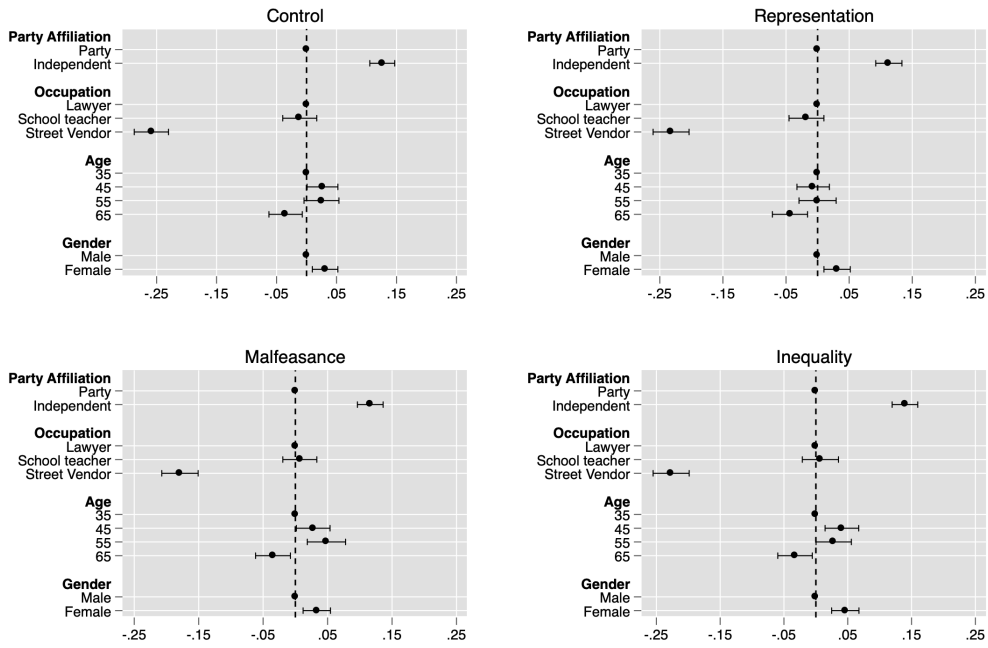 Control
Party Affiliation
Party
Independent
Occupation
Lawyer
School teacher
Street Vendor
Age
35
45
55
65
Gender
Male
Female
-.25 -.15 -.05 .05 .15 .25
Representation
Party Affiliation
Party
Independent
Occupation
Lawyer
School teacher
Street Vendor
Age
35
45
55
65
Gender
Male
Female
-.25 -.15 -.05 .05 .15 .25
Malfeasance
Party Affiliation
Party
Independent
Occupation
Lawyer
School teacher
Street Vendor
Age
35
45
55
65
Gender
Male
Female
-.25 -.15 -.05 .05 .15 .25
Inequality
Party Affiliation
Party
Independent
Occupation
Lawyer
School teacher
Street Vendor
Age
35
45
55
65
Gender
Male
Female
-.25 -.15 -.05 .05 .15 .25